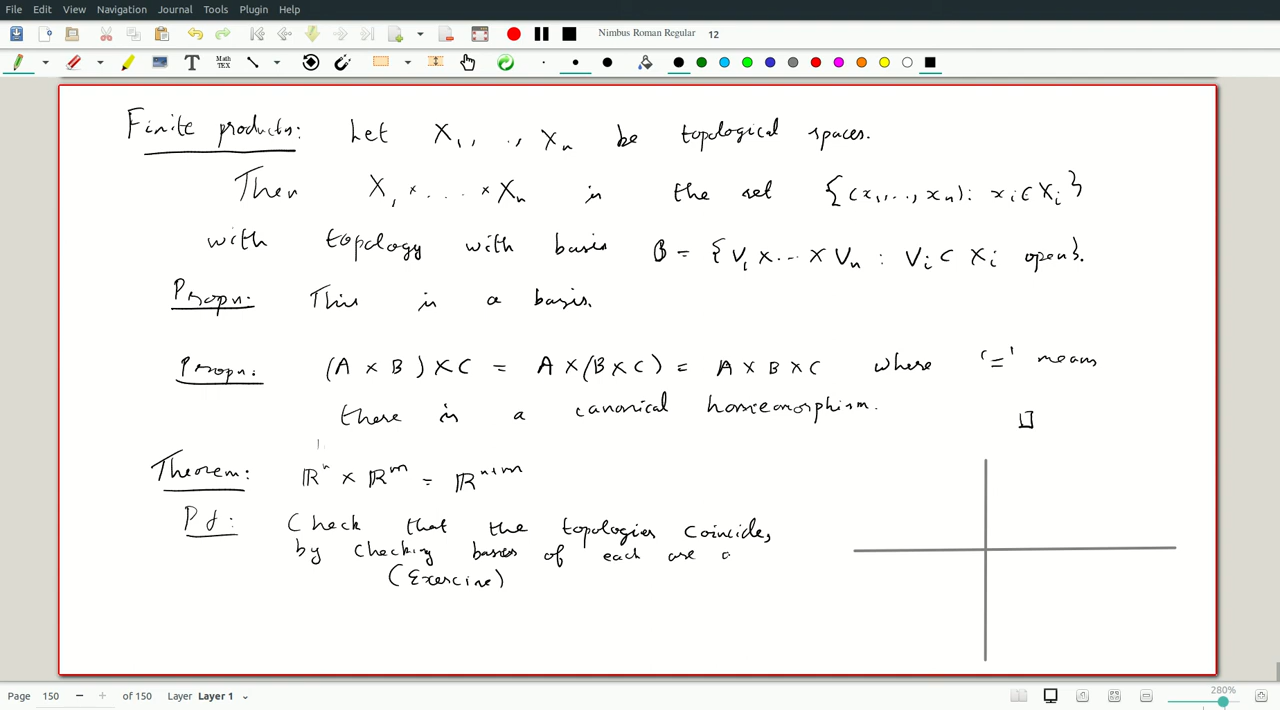 File Edit View Navigation Journal Tools Plugin Help
Nimbus Roman Regular 12
Finite products: Let X₁, . ., Xₙ be topological spaces.
Then X₁ × . . . . × Xₙ is the set {(x₁,..., xₙ): xᵢ ∈ Xᵢ}
with topology with basis B = {V₁ × ... × Vₙ : Vᵢ ⊂ Xᵢ open}.
Propn: This is a basis.
Propn: (A × B) × C = A × (B × C) = A × B × C where '=' means
there is a canonical homeomorphism.
□
Theorem: ℝⁿ × ℝᵐ = ℝⁿ⁺ᵐ
Pf: Check that the topologies coincide,
by checking bases of each are
(Exercise)
Page 150 − + of 150 Layer Layer 1
280%